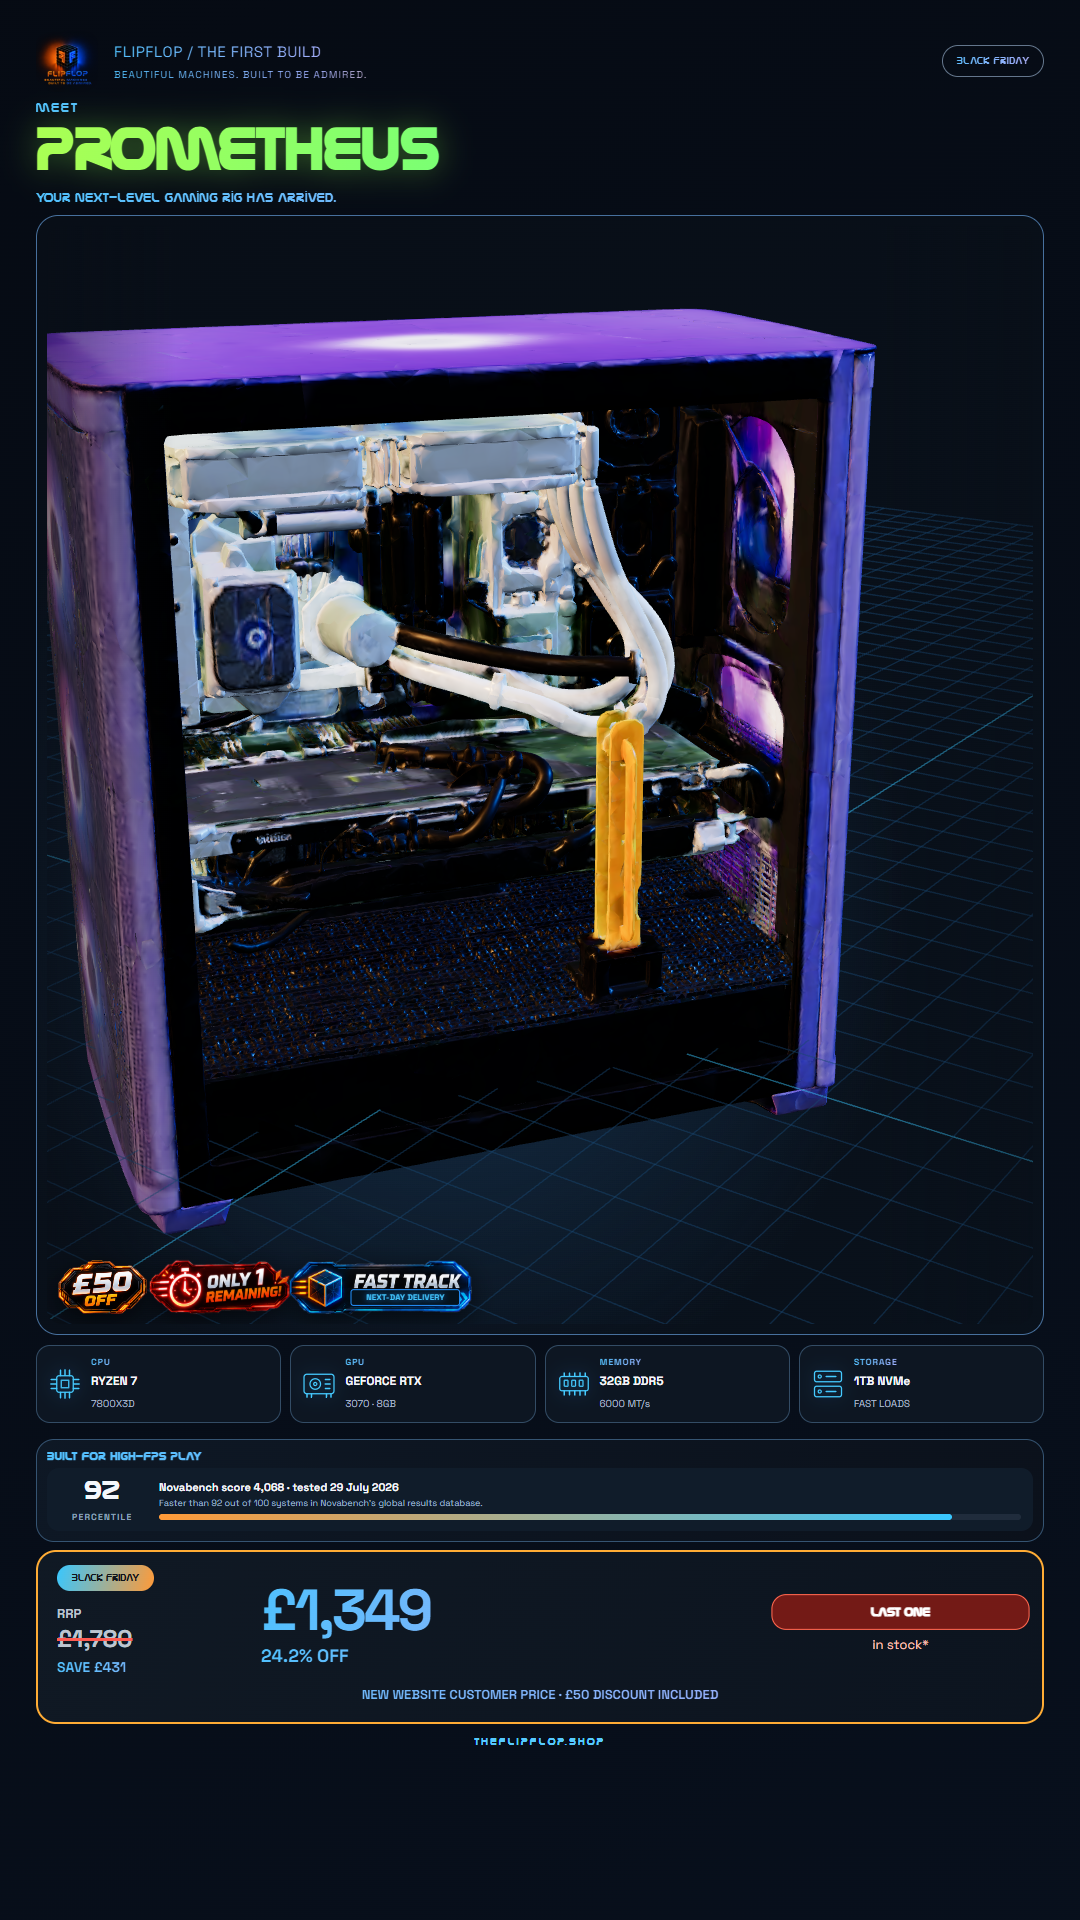 FLIPFLOP
FLIPFLOP / THE FIRST BUILD
BEAUTIFUL MACHINES. BUILT TO BE ADMIRED.
BLACK FRIDAY
MEET
PROMETHEUS
YOUR NEXT-LEVEL GAMING RIG HAS ARRIVED.
£50
OFF
ONLY 1
REMAINING!
FAST TRACK
NEXT-DAY DELIVERY
CPU
RYZEN 7
7800X3D
GPU
GEFORCE RTX
3070 · 8GB
MEMORY
32GB DDR5
6000 MT/s
STORAGE
1TB NVMe
FAST LOADS
BUILT FOR HIGH-FPS PLAY
92
PERCENTILE
Novabench score 4,068 · tested 29 July 2026
Faster than 92 out of 100 systems in Novabench's global results database.
BLACK FRIDAY
RRP
£1,780
SAVE £431
£1,349
24.2% OFF
LAST ONE
in stock*
NEW WEBSITE CUSTOMER PRICE · £50 DISCOUNT INCLUDED
THEFLIPFLOP.SHOP